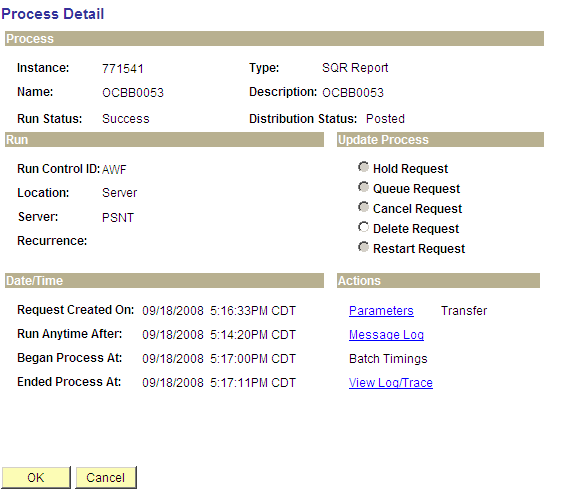 Process Detail
Process
Instance: 771541 Type: SQR Report
Name: OCBB0053 Description: OCBB0053
Run Status: Success Distribution Status: Posted
Run Update Process
Run Control ID: AWF Hold Request
Location: Server Queue Request
Server: PSNT Cancel Request
Recurrence: Delete Request
Restart Request
Date/Time Actions
Request Created On: 09/18/2008 5:16:33PM CDT Parameters Transfer
Run Anytime After: 09/18/2008 5:14:20PM CDT Message Log
Began Process At: 09/18/2008 5:17:00PM CDT Batch Timings
Ended Process At: 09/18/2008 5:17:11PM CDT View Log/Trace
OK Cancel